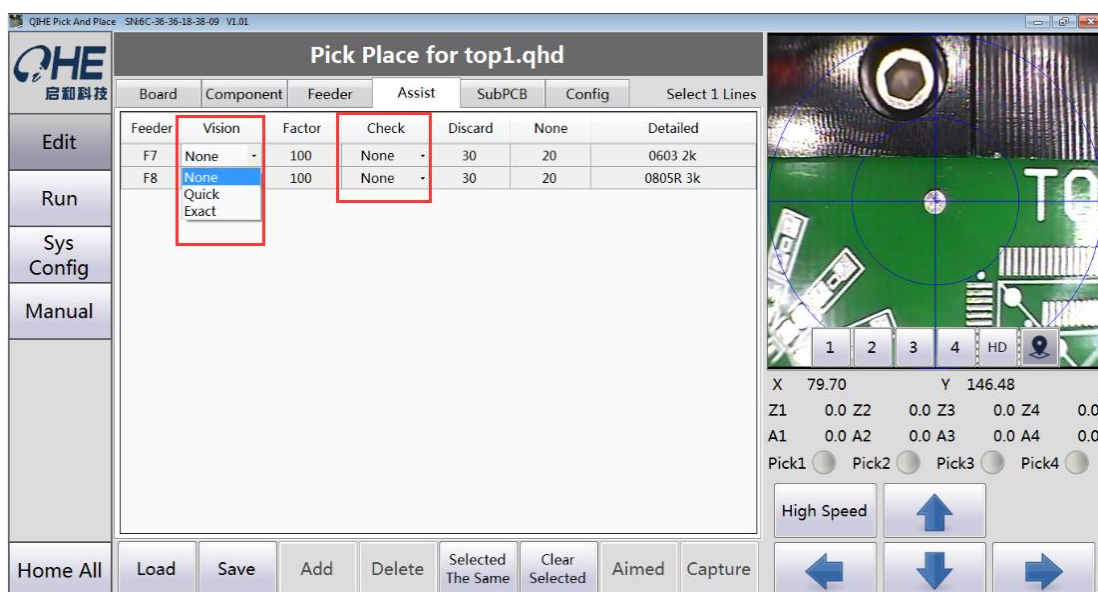 QIHE Pick And Place SN:6C-36-36-18-38-09 V1.01
QHE
启和科技
Pick Place for top1.qhd
Board Component Feeder Assist SubPCB Config Select 1 Lines
Feeder Vision Factor Check Discard None Detailed
F7 None 100 None 30 20 0603 2k
F8 None 100 None 30 20 0805R 3k
Quick
Exact
Edit
Run
Sys
Config
Manual
Home All
Load Save Add Delete Selected The Same Clear Selected Aimed Capture
TO
1 2 3 4 HD
X 79.70 Y 146.48
Z1 0.0 Z2 0.0 Z3 0.0 Z4 0.0
A1 0.0 A2 0.0 A3 0.0 A4 0.0
Pick1 Pick2 Pick3 Pick4
High Speed